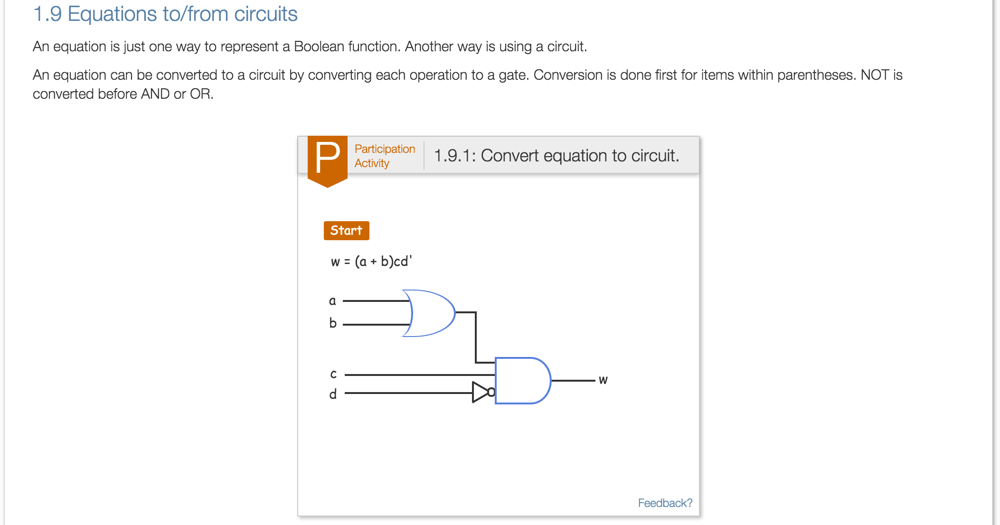 1.9 Equations to/from circuits
An equation is just one way to represent a Boolean function. Another way is using a circuit.
An equation can be converted to a circuit by converting each operation to a gate. Conversion is done first for items within parentheses. NOT is
converted before AND or OR.
P
Participation
Activity
1.9.1: Convert equation to circuit.
Start
w = (a + b)cd'
a
b
c
d
w
Feedback?